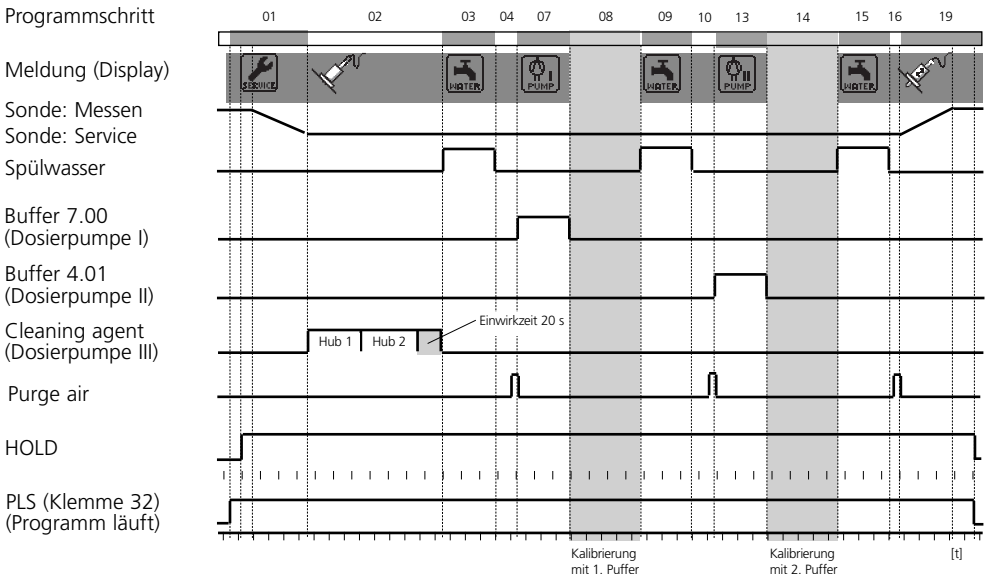 Programmschritt 01 02 03 04 07 08 09 10 13 14 15 16 19
Meldung (Display)
SERVICE WATER I PUMP WATER II PUMP WATER
Sonde: Messen
Sonde: Service
Spülwasser
Buffer 7.00
(Dosierpumpe I)
Buffer 4.01
(Dosierpumpe II)
Einwirkzeit 20 s
Cleaning agent
(Dosierpumpe III)
Hub 1 Hub 2
Purge air
HOLD
PLS (Klemme 32)
(Programm läuft)
Kalibrierung
mit 1. Puffer
Kalibrierung
mit 2. Puffer
[t]